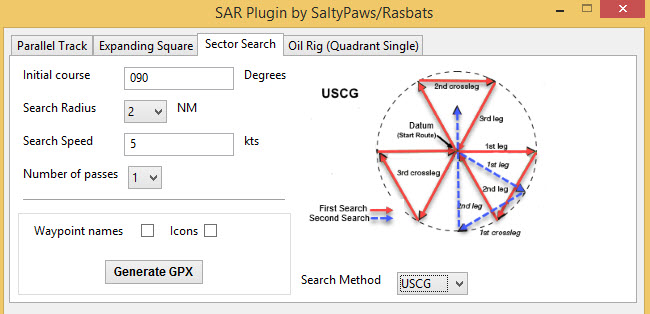 SAR Plugin by SaltyPaws/Rasbats
Parallel Track
Expanding Square
Sector Search
Oil Rig (Quadrant Single)
Initial course 090 Degrees
Search Radius 2 NM
Search Speed 5 kts
Number of passes 1
Waypoint names Icons
Generate GPX
USCG
2nd crossleg
Datum
(Start Route)
3rd leg
1st leg
1st leg
3rd crossleg
2nd leg
2nd leg
First Search
Second Search
1st crossleg
Search Method USCG